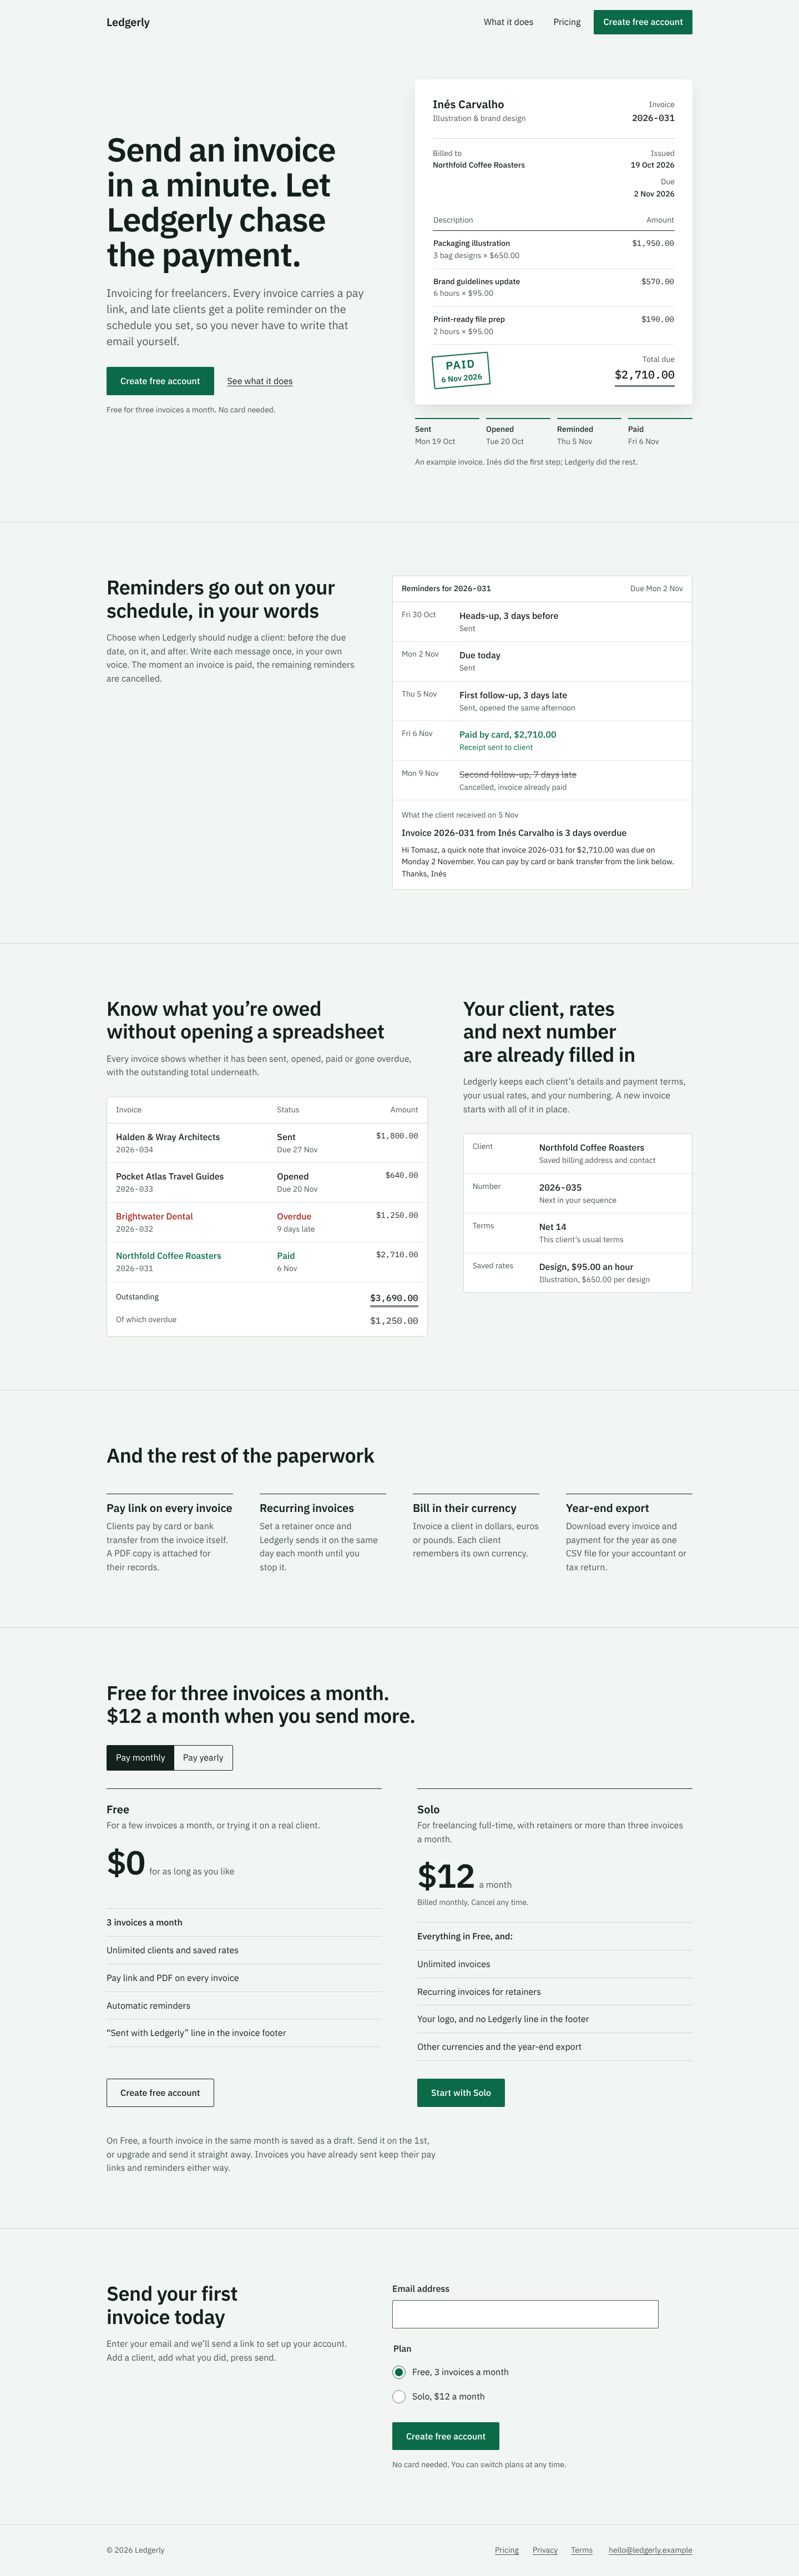 Ledgerly
What it does
Pricing
Create free account
Send an invoice
in a minute. Let
Ledgerly chase
the payment.
Invoicing for freelancers. Every invoice carries a pay
link, and late clients get a polite reminder on the
schedule you set, so you never have to write that
email yourself.
Create free account
See what it does
Free for three invoices a month. No card needed.
Inés Carvalho
Illustration & brand design
Invoice
2026-031
Billed to
Northfold Coffee Roasters
Issued
19 Oct 2026
Due
2 Nov 2026
Description
Amount
Packaging illustration
$1,950.00
3 bag designs × $650.00
Brand guidelines update
$570.00
6 hours × $95.00
Print-ready file prep
$190.00
2 hours × $95.00
PAID
6 Nov 2026
Total due
$2,710.00
Sent
Mon 19 Oct
Opened
Tue 20 Oct
Reminded
Thu 5 Nov
Paid
Fri 6 Nov
An example invoice. Inés did the first step; Ledgerly did the rest.
Reminders go out on your
schedule, in your words
Choose when Ledgerly should nudge a client: before the due
date, on it, and after. Write each message once, in your own
voice. The moment an invoice is paid, the remaining reminders
are cancelled.
Reminders for 2026-031
Due Mon 2 Nov
Fri 30 Oct
Heads-up, 3 days before
Sent
Mon 2 Nov
Due today
Sent
Thu 5 Nov
First follow-up, 3 days late
Sent, opened the same afternoon
Fri 6 Nov
Paid by card, $2,710.00
Receipt sent to client
Mon 9 Nov
Second follow-up, 7 days late
Cancelled, invoice already paid
What the client received on 5 Nov
Invoice 2026-031 from Inés Carvalho is 3 days overdue
Hi Tomasz, a quick note that invoice 2026-031 for $2,710.00 was due on
Monday 2 November. You can pay by card or bank transfer from the link below.
Thanks, Inés
Know what you’re owed
without opening a spreadsheet
Every invoice shows whether it has been sent, opened, paid or gone overdue,
with the outstanding total underneath.
Invoice
Status
Amount
Halden & Wray Architects
2026-034
Sent
Due 27 Nov
$1,800.00
Pocket Atlas Travel Guides
2026-033
Opened
Due 20 Nov
$640.00
Brightwater Dental
2026-032
Overdue
9 days late
$1,250.00
Northfold Coffee Roasters
2026-031
Paid
6 Nov
$2,710.00
Outstanding
$3,690.00
Of which overdue
$1,250.00
Your client, rates
and next number
are already filled in
Ledgerly keeps each client’s details and payment terms,
your usual rates, and your numbering. A new invoice
starts with all of it in place.
Client
Northfold Coffee Roasters
Saved billing address and contact
Number
2026-035
Next in your sequence
Terms
Net 14
This client’s usual terms
Saved rates
Design, $95.00 an hour
Illustration, $650.00 per design
And the rest of the paperwork
Pay link on every invoice
Clients pay by card or bank
transfer from the invoice itself.
A PDF copy is attached for
their records.
Recurring invoices
Set a retainer once and
Ledgerly sends it on the same
day each month until you
stop it.
Bill in their currency
Invoice a client in dollars, euros
or pounds. Each client
remembers its own currency.
Year-end export
Download every invoice and
payment for the year as one
CSV file for your accountant or
tax return.
Free for three invoices a month.
$12 a month when you send more.
Pay monthly
Pay yearly
Free
For a few invoices a month, or trying it on a real client.
$0 for as long as you like
3 invoices a month
Unlimited clients and saved rates
Pay link and PDF on every invoice
Automatic reminders
“Sent with Ledgerly” line in the invoice footer
Create free account
Solo
For freelancing full-time, with retainers or more than three invoices
a month.
$12 a month
Billed monthly. Cancel any time.
Everything in Free, and:
Unlimited invoices
Recurring invoices for retainers
Your logo, and no Ledgerly line in the footer
Other currencies and the year-end export
Start with Solo
On Free, a fourth invoice in the same month is saved as a draft. Send it on the 1st,
or upgrade and send it straight away. Invoices you have already sent keep their pay
links and reminders either way.
Send your first
invoice today
Enter your email and we’ll send a link to set up your account.
Add a client, add what you did, press send.
Email address
Plan
Free, 3 invoices a month
Solo, $12 a month
Create free account
No card needed. You can switch plans at any time.
© 2026 Ledgerly
Pricing
Privacy
Terms
hello@ledgerly.example